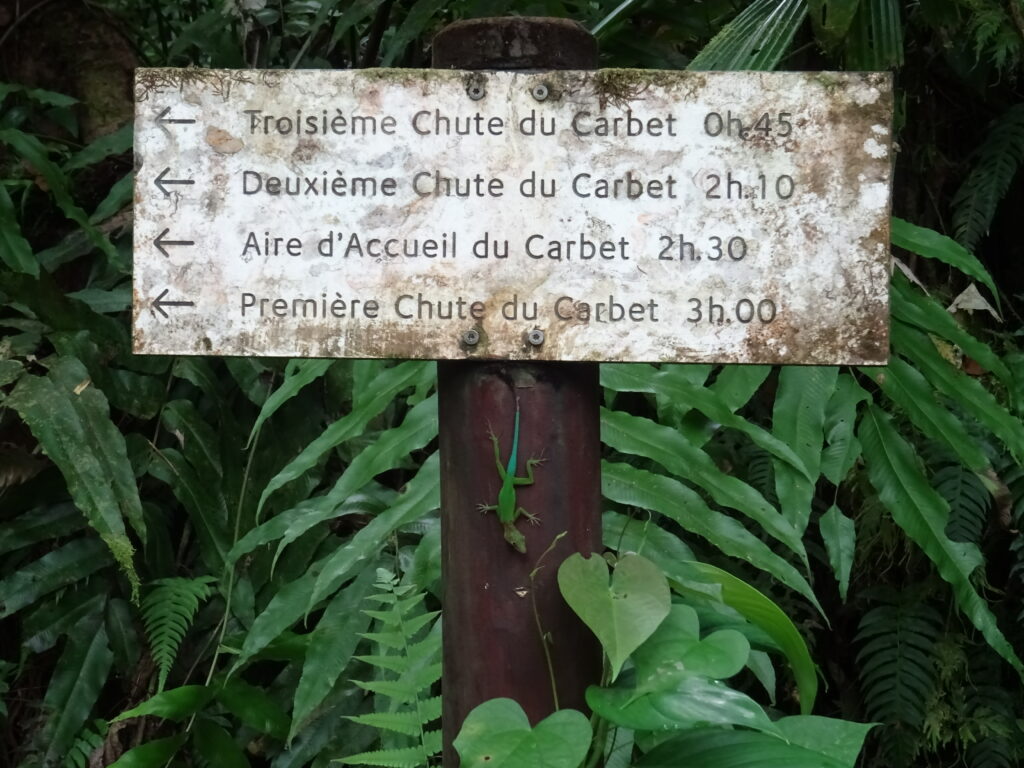 ← Troisième Chute du Carbet 0h.45
← Deuxième Chute du Carbet 2h.10
← Aire d'Accueil du Carbet 2h.30
← Première Chute du Carbet 3h.00